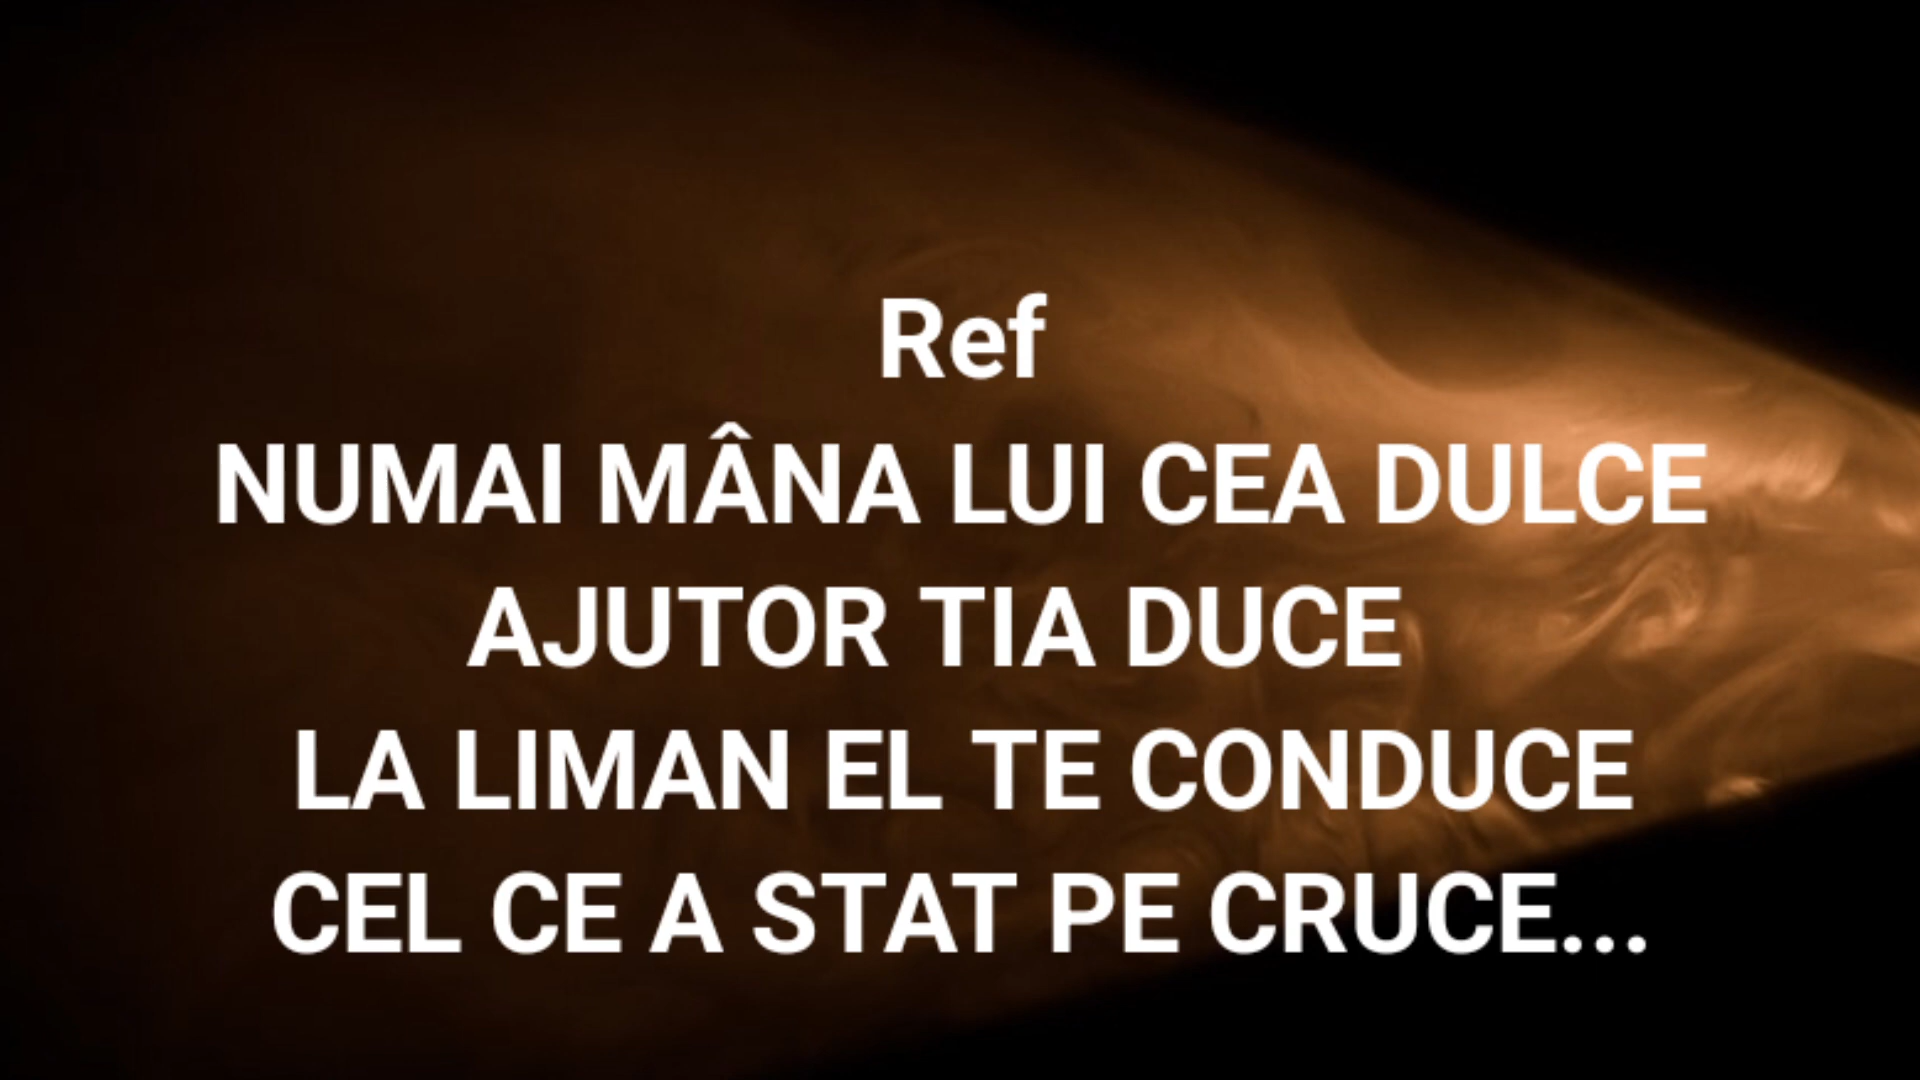 Ref
NUMAI MÂNA LUI CEA DULCE
AJUTOR TIA DUCE
LA LIMAN EL TE CONDUCE
CEL CE A STAT PE CRUCE...